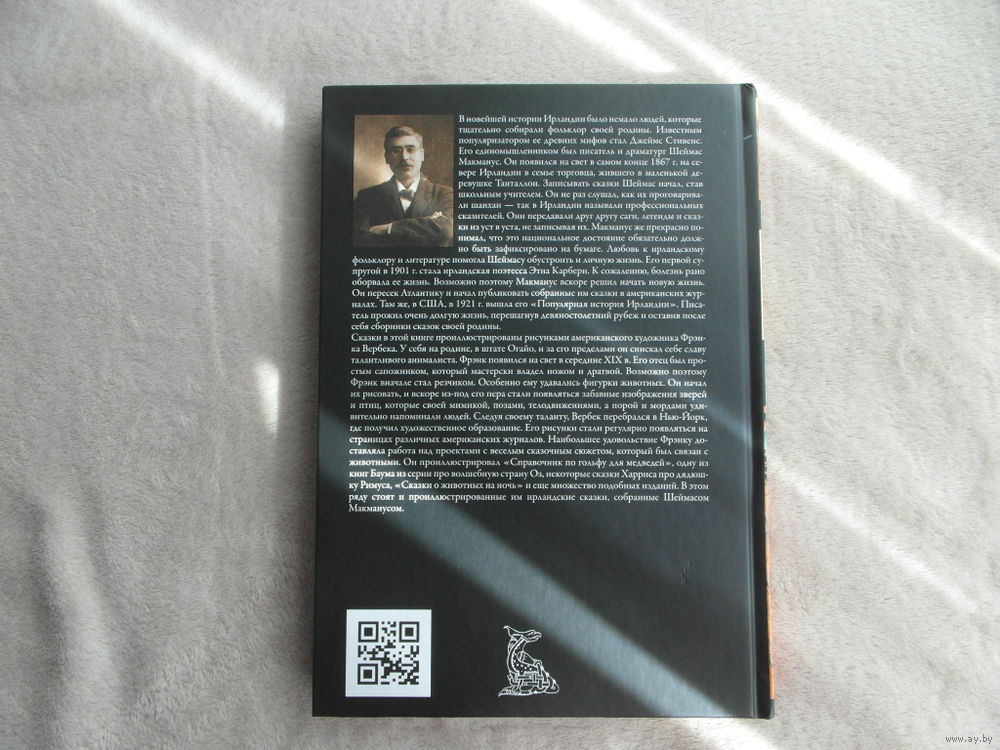 В новейшей истории Ирландии было немало людей, которые
тщательно собирали фольклор своей родины. Известным
популяризатором ее древних мифов стал Джеймс Стивенс.
Его единомышленником был писатель и драматург Шеймас
Макманус. Он появился на свет в самом конце 1867 г. на се-
вере Ирландии в семье торговца, жившего в маленькой де-
ревушке Танталлон. Записывать сказки Шеймас начал, став
школьным учителем. Он не раз слушал, как их проговарива-
ли шанхан — так в Ирландии называли профессиональных
сказителей. Они передавали друг другу саги, легенды и сказ-
ки из уст в уста, не записывая их. Макманус же прекрасно по-
нимал, что это национальное достояние обязательно долж-
но быть зафиксировано на бумаге. Любовь к ирландскому
фольклору и литературе помогла Шеймасу обустроить и личную жизнь. Его первой су-
пругой в 1901 г. стала ирландская поэтесса Этна Карбери. К сожалению, болезнь рано
оборвала ее жизнь. Возможно поэтому Макманус вскоре решил начать новую жизнь.
Он пересек Атлантику и начал публиковать собранные им сказки в американских жур-
налах. Там же, в США, в 1921 г. вышла его «Популярная история Ирландии». Писа-
тель прожил очень долгую жизнь, перешагнув девяностолетний рубеж и оставив после
себя сборники сказок своей родины.
Сказки в этой книге проиллюстрированы рисунками американского художника Фрэн-
ка Вербека. У себя на родине, в штате Огайо, и за его пределами он снискал себе славу
талантливого анималиста. Фрэнк появился на свет в середине XIX в. Его отец был про-
стым сапожником, который мастерски владел ножом и дратвой. Возможно поэтому
Фрэнк вначале стал резчиком. Особенно ему удавались фигурки животных. Он начал
их рисовать, и вскоре из-под его пера стали появляться забавные изображения зверей
и птиц, которые своей мимикой, позами, телодвижениями, а порой и мордами уди-
вительно напоминали людей. Следуя своему таланту, Вербек перебрался в Нью-Йорк,
где получил художественное образование. Его рисунки стали регулярно появляться на
страницах различных американских журналов. Наибольшее удовольствие Фрэнку до-
ставляла работа над проектами с веселым сказочным сюжетом, который был связан с
животными. Он проиллюстрировал «Справочник по гольфу для медведей», одну из
книг Баума из серии про волшебную страну Оз, некоторые сказки Харриса про дядюш-
ку Римуса, «Сказки о животных на ночь» и еще множество подобных изданий. В этом
ряду стоят и проиллюстрированные им ирландские сказки, собранные Шеймасом
Макманусом.
www.ay.by